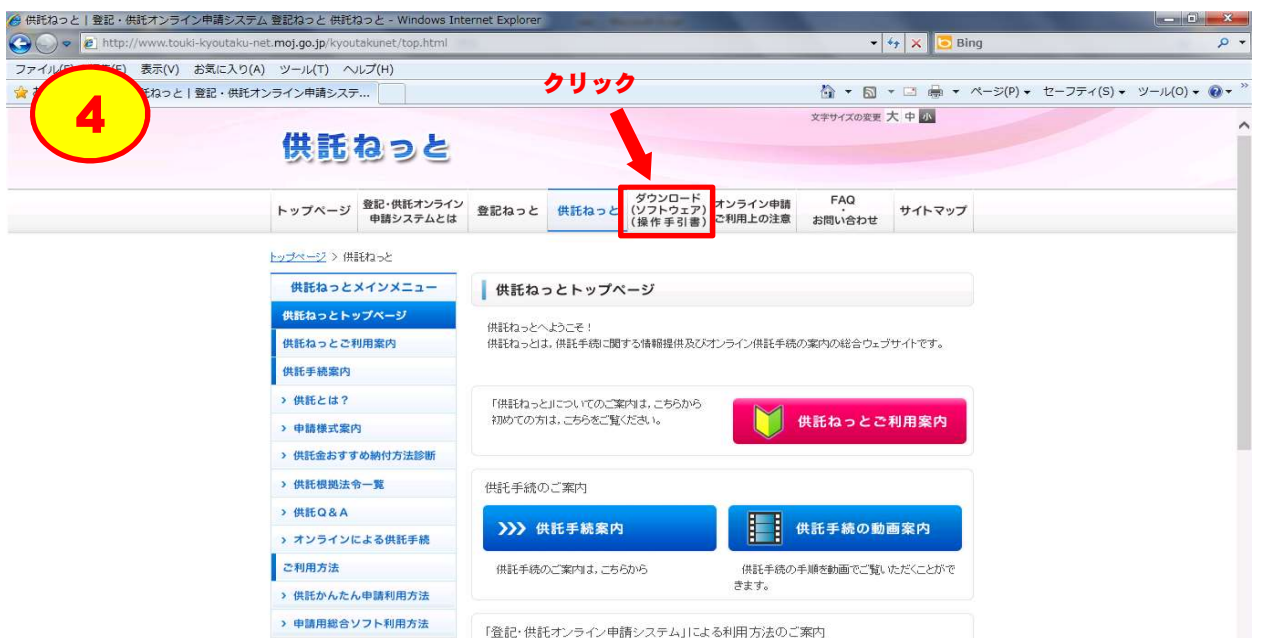 供託ねっと | 登記・供託オンライン申請システム 登記ねっと 供託ねっと - Windows Internet Explorer
http://www.touki-kyoutaku-net.moj.go.jp/kyoutakunet/top.html
Bing
表示(V) お気に入り(A) ツール(T) ヘルプ(H)
ねっと | 登記・供託オンライン申請システ...
ページ(P) セーフティ(S) ツール(O)
4
クリック
文字サイズの変更 大 中 小
供託ねっと
トップページ
登記・供託オンライン
申請システムとは
登記ねっと
供託ねっと
ダウンロード
(ソフトウェア)
(操作手引書)
オンライン申請
ご利用上の注意
FAQ
・
お問い合わせ
サイトマップ
トップページ > 供託ねっと
供託ねっとメインメニュー
供託ねっとトップページ
供託ねっとご利用案内
供託手続案内
> 供託とは?
> 申請様式案内
> 供託金おすすめ納付方法診断
> 供託根拠法令一覧
> 供託Q&A
> オンラインによる供託手続
ご利用方法
> 供託かんたん申請利用方法
> 申請用総合ソフト利用方法
供託ねっとトップページ
供託ねっとへようこそ!
供託ねっとは,供託手続に関する情報提供及びオンライン供託手続の案内の総合ウェブサイトです。
「供託ねっと」についてのご案内は,こちらから
初めての方は,こちらをご覧ください。
供託ねっとご利用案内
供託手続のご案内
>>> 供託手続案内
供託手続の動画案内
供託手続のご案内は,こちらから
供託手続の手順を動画でご覧いただくことがで
きます。
「登記・供託オンライン申請システム」による利用方法のご案内